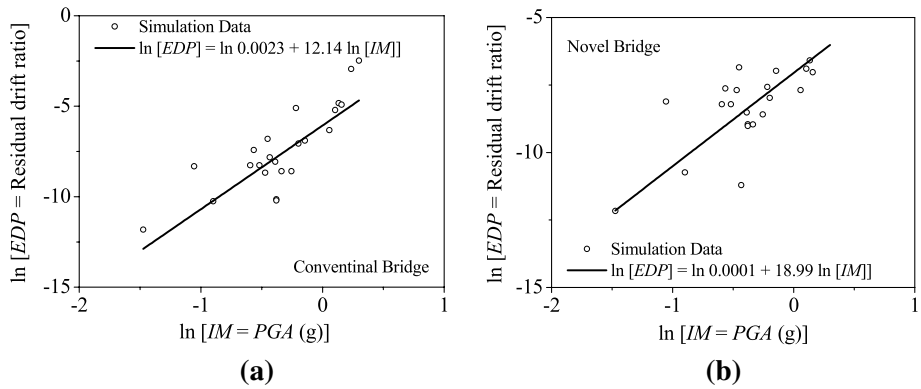 0
-5
-10
-15
-2
-1
0
1
ln [EDP = Residual drift ratio]
Simulation Data
ln [EDP] = ln 0.0023 + 12.14 ln [IM]]
Conventinal Bridge
ln [IM = PGA (g)]
(a)
-5
-10
-15
-2
-1
0
1
ln [EDP = Residual drift ratio]
Novel Bridge
Simulation Data
ln [EDP] = ln 0.0001 + 18.99 ln [IM]]
ln [IM = PGA (g)]
(b)